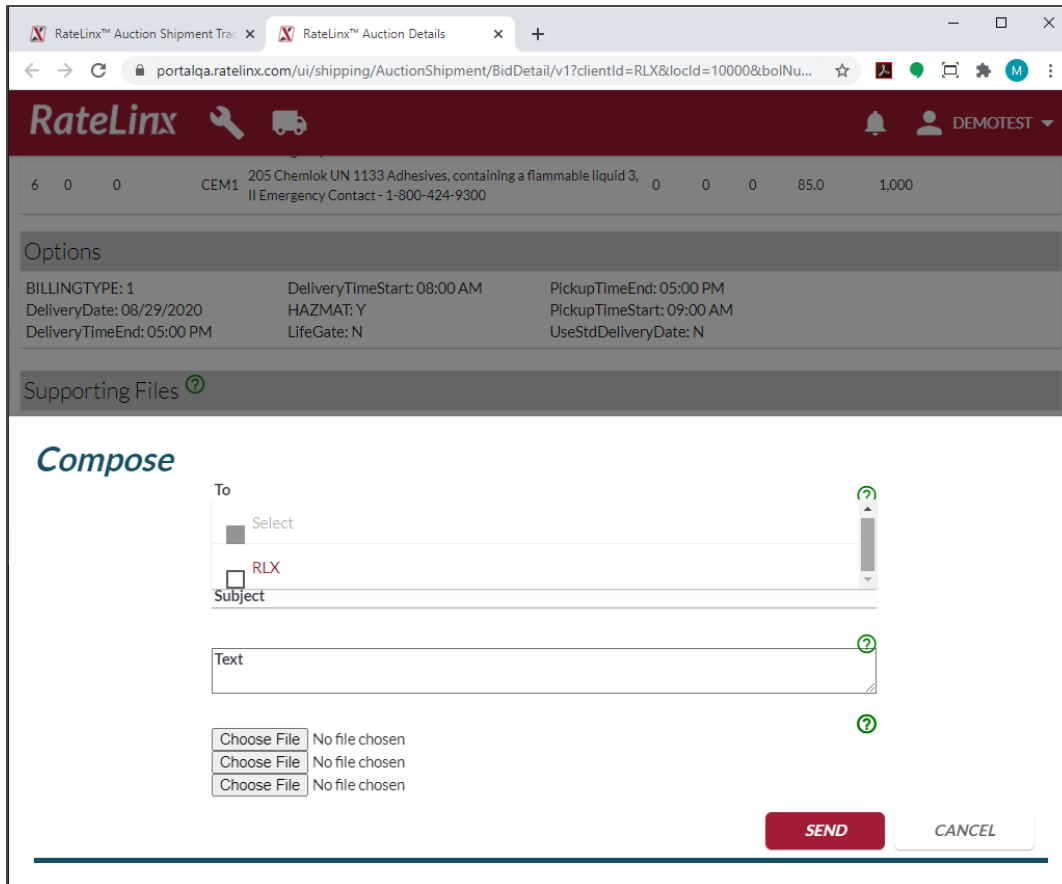 RateLinx™ Auction Shipment Trac
RateLinx™ Auction Details
portalqa.ratelinx.com/ui/shipping/AuctionShipment/BidDetail/v1?clientId=RLX&locId=10000&bolNu...
M
RateLinx
DEMOTEST
6 0 0 CEM1 205 Chemlok UN 1133 Adhesives, containing a flammable liquid 3, 0 0 0 85.0 1,000
II Emergency Contact - 1-800-424-9300
Options
BILLINGTYPE: 1 DeliveryTimeStart: 08:00 AM PickupTimeEnd: 05:00 PM
DeliveryDate: 08/29/2020 HAZMAT: Y PickupTimeStart: 09:00 AM
DeliveryTimeEnd: 05:00 PM LifeGate: N UseStdDeliveryDate: N
Supporting Files ?
Compose
To ?
Select
RLX
Subject
?
Text
?
Choose File No file chosen
Choose File No file chosen
Choose File No file chosen
SEND CANCEL